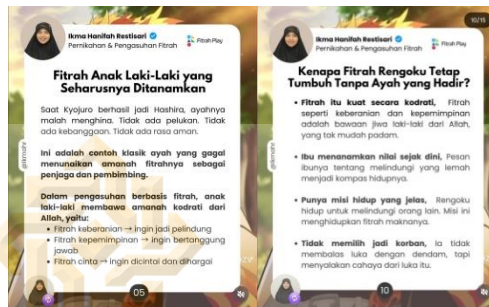 Ikma Hanifah Restisari
Pernikahan & Pengasuhan Fitrah
Fitrah Play
Fitrah Anak Laki-Laki yang
Seharusnya Ditanamkan
Saat Kyojuro berhasil jadi Hashira, ayahnya
malah menghina. Tidak ada pelukan. Tidak
ada kebanggaan. Tidak ada rasa aman.
Ini adalah contoh klasik ayah yang gagal
menunaikan amanah fitrahnya sebagai
penjaga dan pembimbing.
Dalam pengasuhan berbasis fitrah, anak
laki-laki membawa amanah kodrati dari
Allah, yaitu:
• Fitrah keberanian → ingin jadi pelindung
• Fitrah kepemimpinan → ingin bertanggung
jawab
• Fitrah cinta → ingin dicintai dan dihargai
05
10/15
Ikma Hanifah Restisari
Pernikahan & Pengasuhan Fitrah
Fitrah Play
Kenapa Fitrah Rengoku Tetap
Tumbuh Tanpa Ayah yang Hadir?
• Fitrah itu kuat secara kodrati, Fitrah
seperti keberanian dan kepemimpinan
adalah bawaan jiwa laki-laki dari Allah,
yang tak mudah padam.
• Ibu menanamkan nilai sejak dini, Pesan
ibunya tentang melindungi yang lemah
menjadi kompas hidupnya.
• Punya misi hidup yang jelas, Rengoku
hidup untuk melindungi orang lain. Misi ini
menghidupkan fitrah maknanya.
• Tidak memilih jadi korban, Ia tidak
membalas luka dengan dendam, tapi
menyalakan cahaya dari luka itu.
10